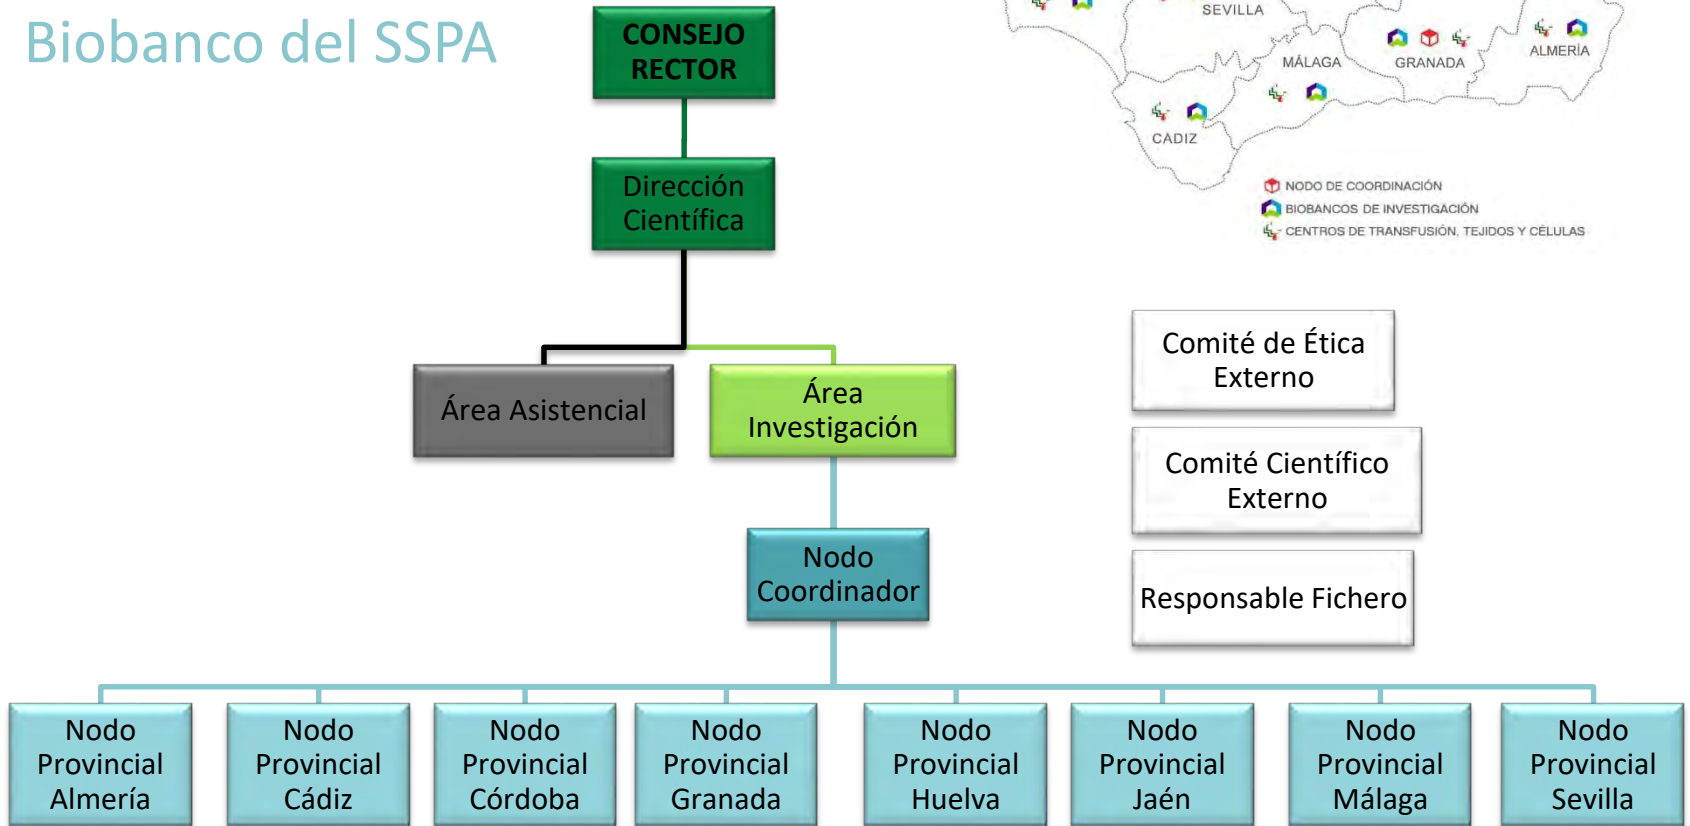 Biobanco del SSPA
CONSEJO
RECTOR
SEVILLA
MÁLAGA
GRANADA
ALMERÍA
CADIZ
NODO DE COORDINACIÓN
BIOBANCOS DE INVESTIGACIÓN
CENTROS DE TRANSFUSIÓN, TEJIDOS Y CÉLULAS
Dirección
Científica
Área Asistencial
Área
Investigación
Comité de Ética
Externo
Comité Científico
Externo
Responsable Fichero
Nodo
Coordinador
Nodo
Provincial
Almería
Nodo
Provincial
Cádiz
Nodo
Provincial
Córdoba
Nodo
Provincial
Granada
Nodo
Provincial
Huelva
Nodo
Provincial
Jaén
Nodo
Provincial
Málaga
Nodo
Provincial
Sevilla